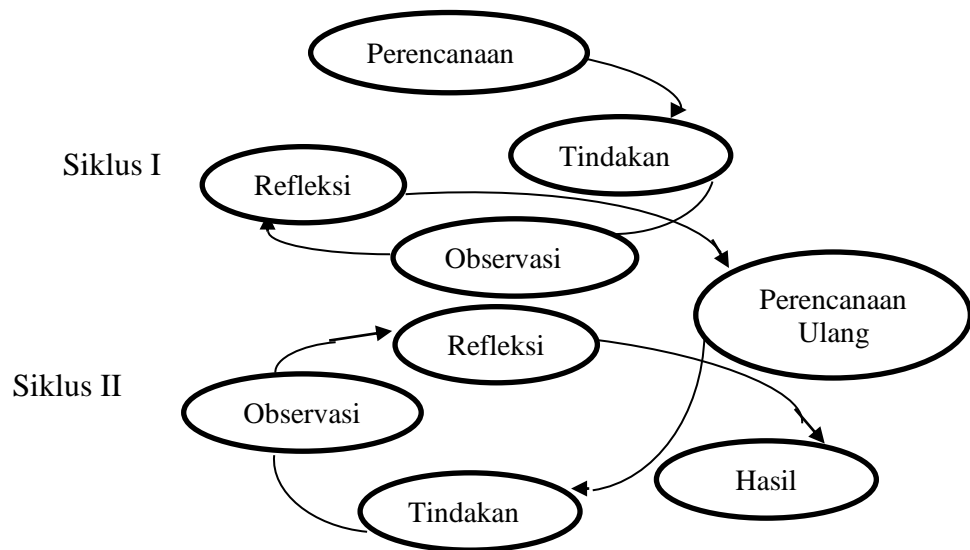 Perencanaan
Siklus I
Tindakan
Refleksi
Observasi
Perencanaan
Ulang
Refleksi
Siklus II
Observasi
Hasil
Tindakan